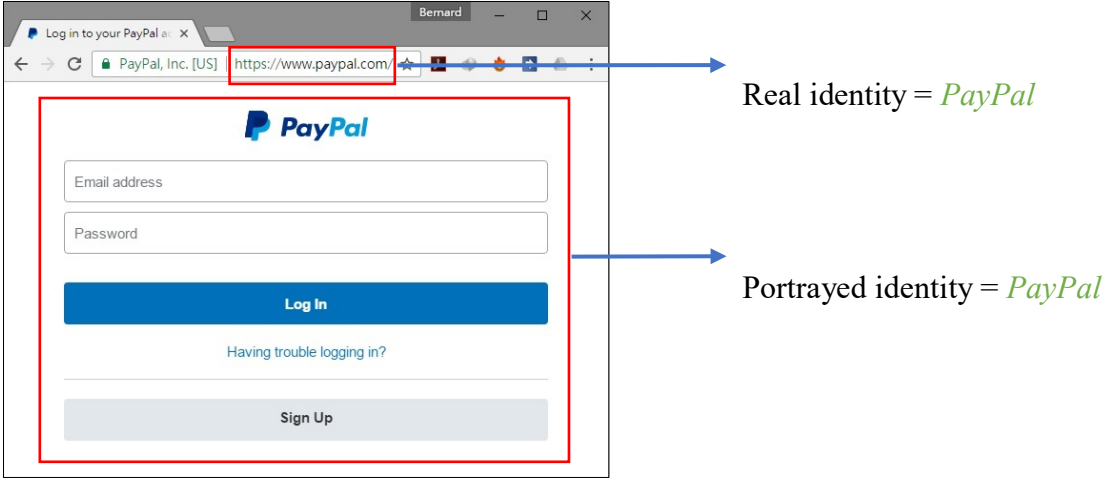 Bernard
Log in to your PayPal ac
PayPal, Inc. [US] | https://www.paypal.com/
Real identity = PayPal
PayPal
Email address
Password
Portrayed identity = PayPal
Log In
Having trouble logging in?
Sign Up